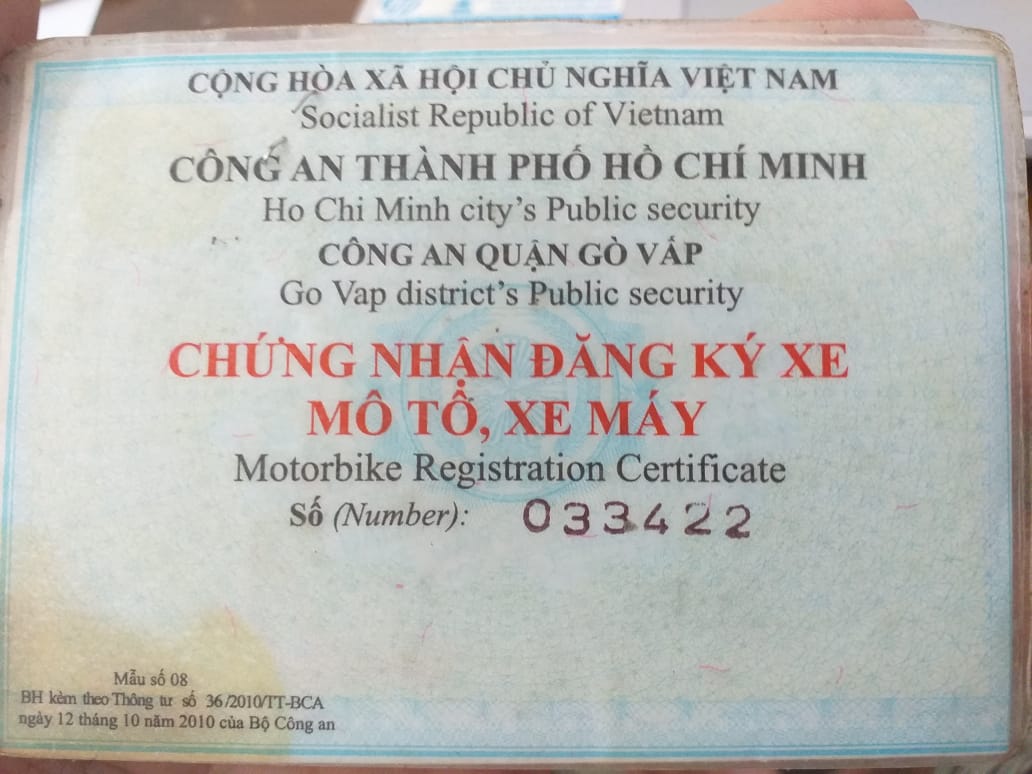 CỘNG HÒA XÃ HỘI CHỦ NGHĨA VIỆT NAM
Socialist Republic of Vietnam
CÔNG AN THÀNH PHỐ HỒ CHÍ MINH
Ho Chi Minh city's Public security
CÔNG AN QUẬN GÒ VẤP
Go Vap district's Public security
CHỨNG NHẬN ĐĂNG KÝ XE
MÔ TÔ, XE MÁY
Motorbike Registration Certificate
Số (Number): 033422
Mẫu số 08
BH kèm theo Thông tư số 36/2010/TT-BCA
ngày 12 tháng 10 năm 2010 của Bộ Công an